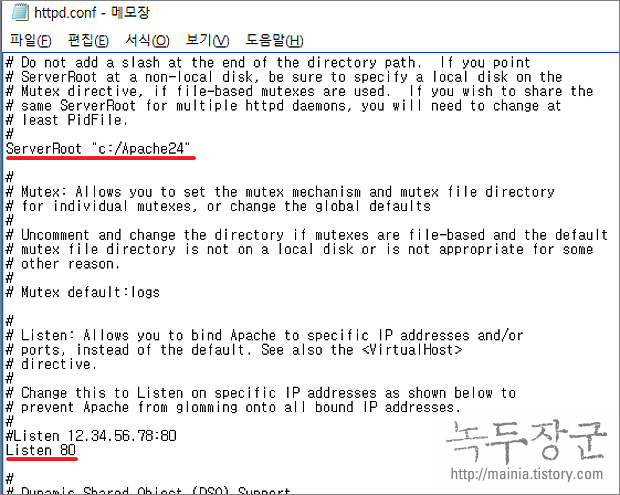 httpd.conf - 메모장
파일(F) 편집(E) 서식(O) 보기(V) 도움말(H)
# Do not add a slash at the end of the directory path.  If you point
# ServerRoot at a non-local disk, be sure to specify a local disk on the
# Mutex directive, if file-based mutexes are used.  If you wish to share the
# same ServerRoot for multiple httpd daemons, you will need to change at
# least PidFile.
#
ServerRoot "c:/Apache24"
#
# Mutex: Allows you to set the mutex mechanism and mutex file directory
# for individual mutexes, or change the global defaults
#
# Uncomment and change the directory if mutexes are file-based and the default
# mutex file directory is not on a local disk or is not appropriate for some
# other reason.
#
# Mutex default:logs
#
# Listen: Allows you to bind Apache to specific IP addresses and/or
# ports, instead of the default. See also the <VirtualHost>
# directive.
#
# Change this to Listen on specific IP addresses as shown below to
# prevent Apache from glomming onto all bound IP addresses.
#
#Listen 12.34.56.78:80
Listen 80
#
# Dynamic Shared Object (DSO) Support
녹두장군
http://mainia.tistory.com